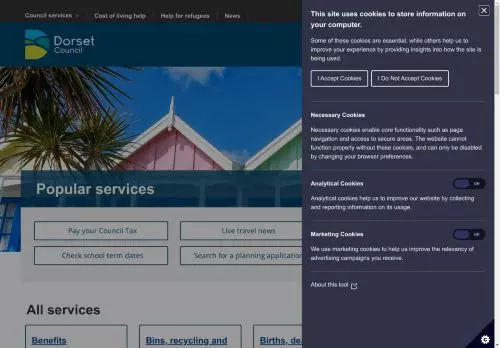 Council services
Cost of living help
Help for refugees
News
Dorset
Council
Popular services
Pay your Council Tax
Live travel news
Check school term dates
Search for a planning application
All services
Benefits
Bins, recycling and
Births, de
This site uses cookies to store information on
your computer.
Some of these cookies are essential, while others help us to
improve your experience by providing insights into how the site is
being used.
I Accept Cookies
I Do Not Accept Cookies
Necessary Cookies
Necessary cookies enable core functionality such as page
navigation and access to secure areas. The website cannot
function properly without these cookies, and can only be disabled
by changing your browser preferences.
Analytical Cookies
Off
Analytical cookies help us to improve our website by collecting
and reporting information on its usage.
Marketing Cookies
Off
We use marketing cookies to help us improve the relevancy of
advertising campaigns you receive.
About this tool